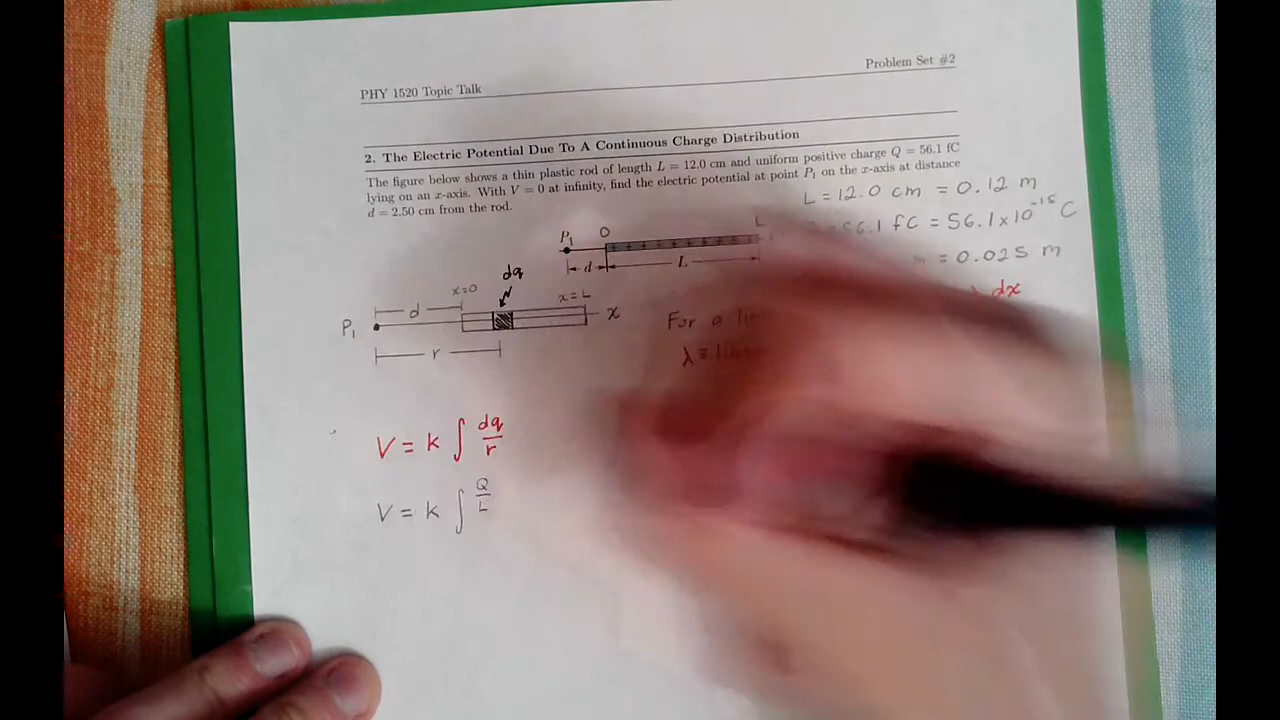 PHY 1520 Topic Talk
Problem Set #2
2. The Electric Potential Due To A Continuous Charge Distribution
The figure below shows a thin plastic rod of length L = 12.0 cm and uniform positive charge Q = 56.1 fC
lying on an x-axis. With V = 0 at infinity, find the electric potential at point P₁ on the x-axis at distance
d = 2.50 cm from the rod.
L = 12.0 cm = 0.12 m
56.1 fC = 56.1 x 10⁻¹⁵ C
= 0.025 m
dx
P₁ O L
d L
dq
x=0 x=L
d
P₁ x
r
For a
λ =
V = k ∫ dq/r
V = k ∫ Q/L